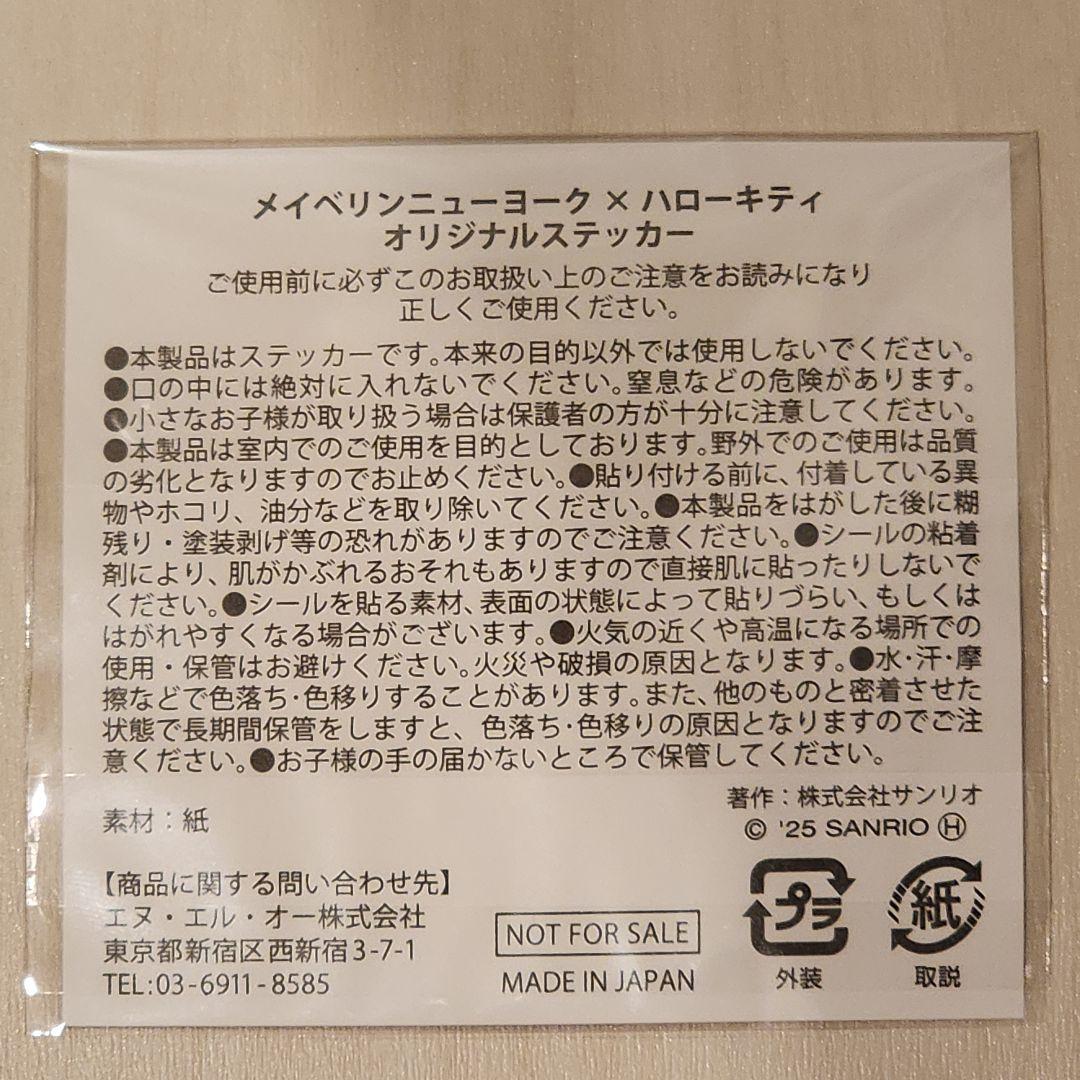 メイベリンニューヨーク × ハローキティ
オリジナルステッカー
ご使用前に必ずこのお取扱い上のご注意をお読みになり
正しくご使用ください。
●本製品はステッカーです。本来の目的以外では使用しないでください。
●口の中には絶対に入れないでください。窒息などの危険があります。
●小さなお子様が取り扱う場合は保護者の方が十分に注意してください。
●本製品は室内でのご使用を目的としております。野外でのご使用は品質
の劣化となりますのでお止めください。●貼り付ける前に、付着している異
物やホコリ、油分などを取り除いてください。●本製品をはがした後に糊
残り・塗装剥げ等の恐れがありますのでご注意ください。●シールの粘着
剤により、肌がかぶれるおそれもありますので直接肌に貼ったりしないで
ください。●シールを貼る素材、表面の状態によって貼りづらい、もしくは
はがれやすくなる場合がございます。●火気の近くや高温になる場所での
使用・保管はお避けください。火災や破損の原因となります。●水・汗・摩
擦などで色落ち・色移りすることがあります。また、他のものと密着させた
状態で長期間保管をしますと、色落ち・色移りの原因となりますのでご注
意ください。●お子様の手の届かないところで保管してください。
素材：紙
著作：株式会社サンリオ
© '25 SANRIO Ⓗ
【商品に関する問い合わせ先】
エヌ・エル・オー株式会社
東京都新宿区西新宿3-7-1
TEL:03-6911-8585
NOT FOR SALE
MADE IN JAPAN
プラ
外装
紙
取説